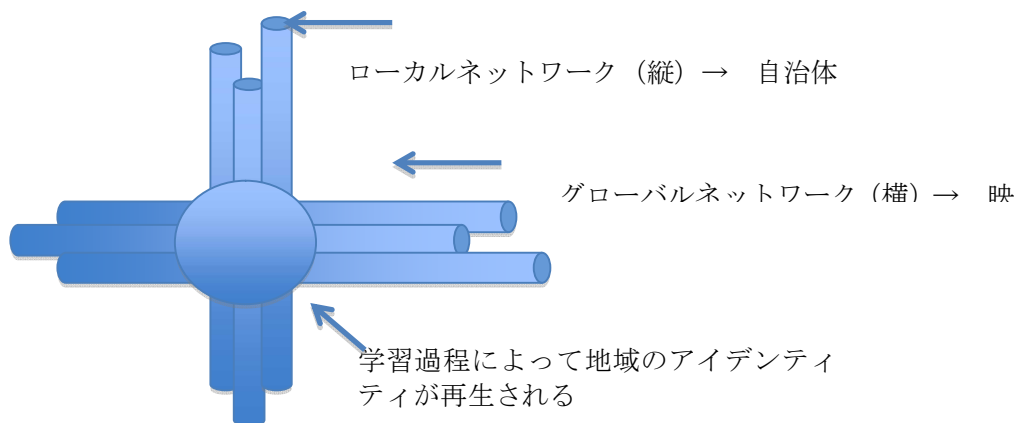 ローカルネットワーク（縦）→　自治体
グローバルネットワーク（横）→　映
学習過程によって地域のアイデンティ
ティが再生される